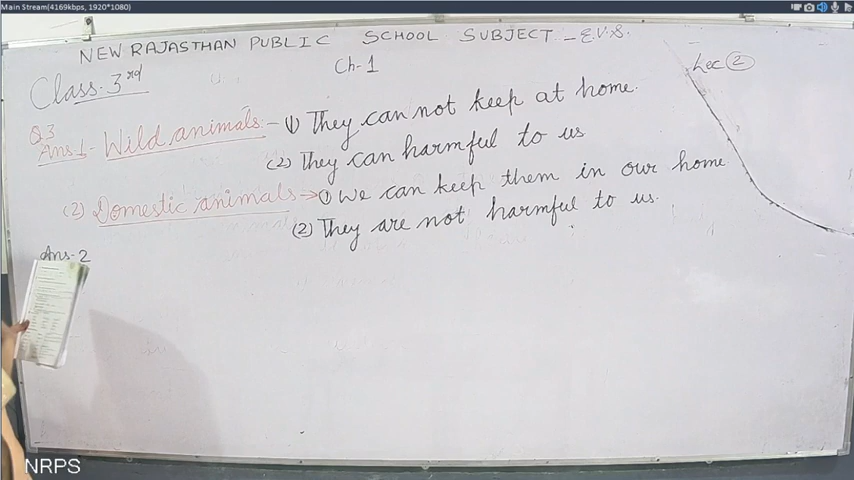 Main Stream(4169kbps, 1920*1080)
NEW RAJASTHAN PUBLIC SCHOOL SUBJECT - E.V.S.
Class-3rd
Ch-1
Lec (2)
Q.3
Ans.1- Wild animals - (1) They can not keep at home.
(2) They can harmful to us
(2) Domestic animals → (1) We can keep them in our home.
(2) They are not harmful to us.
Ans-2
NRPS